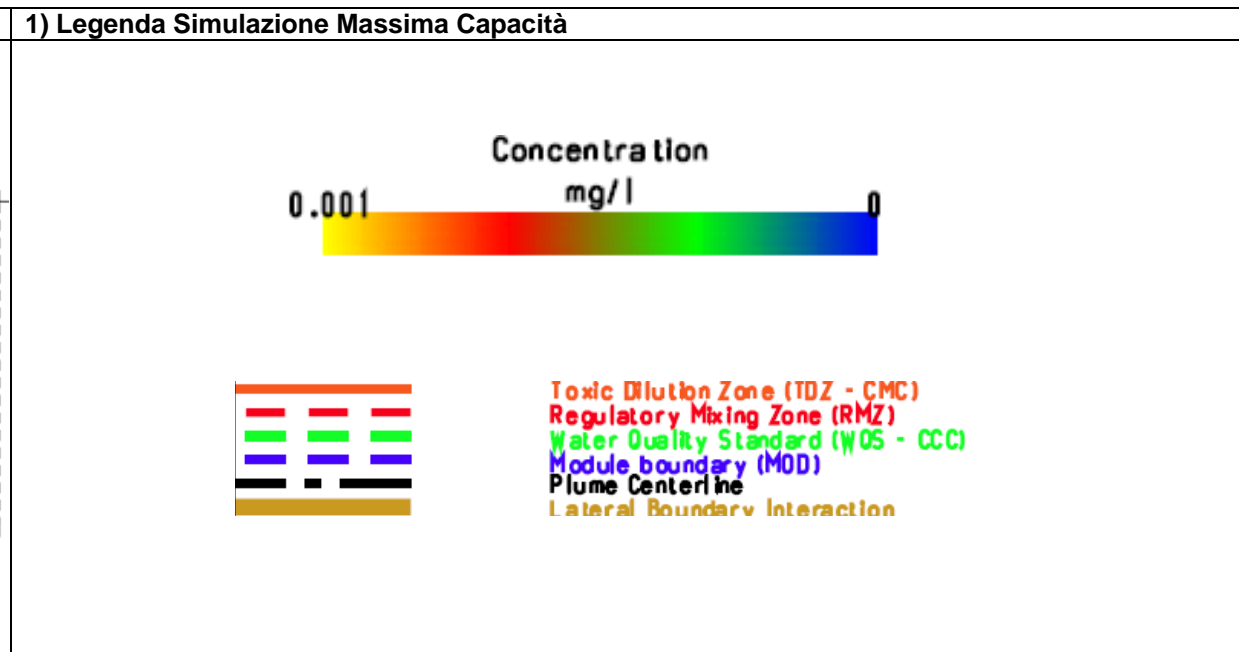 1) Legenda Simulazione Massima Capacità
Concentration
mg/l
0.001 0
Toxic Dilution Zone (TDZ - CMC)
Regulatory Mixing Zone (RMZ)
Water Quality Standard (WQS - CCC)
Module boundary (MOD)
Plume Centerline
Lateral Boundary Interaction